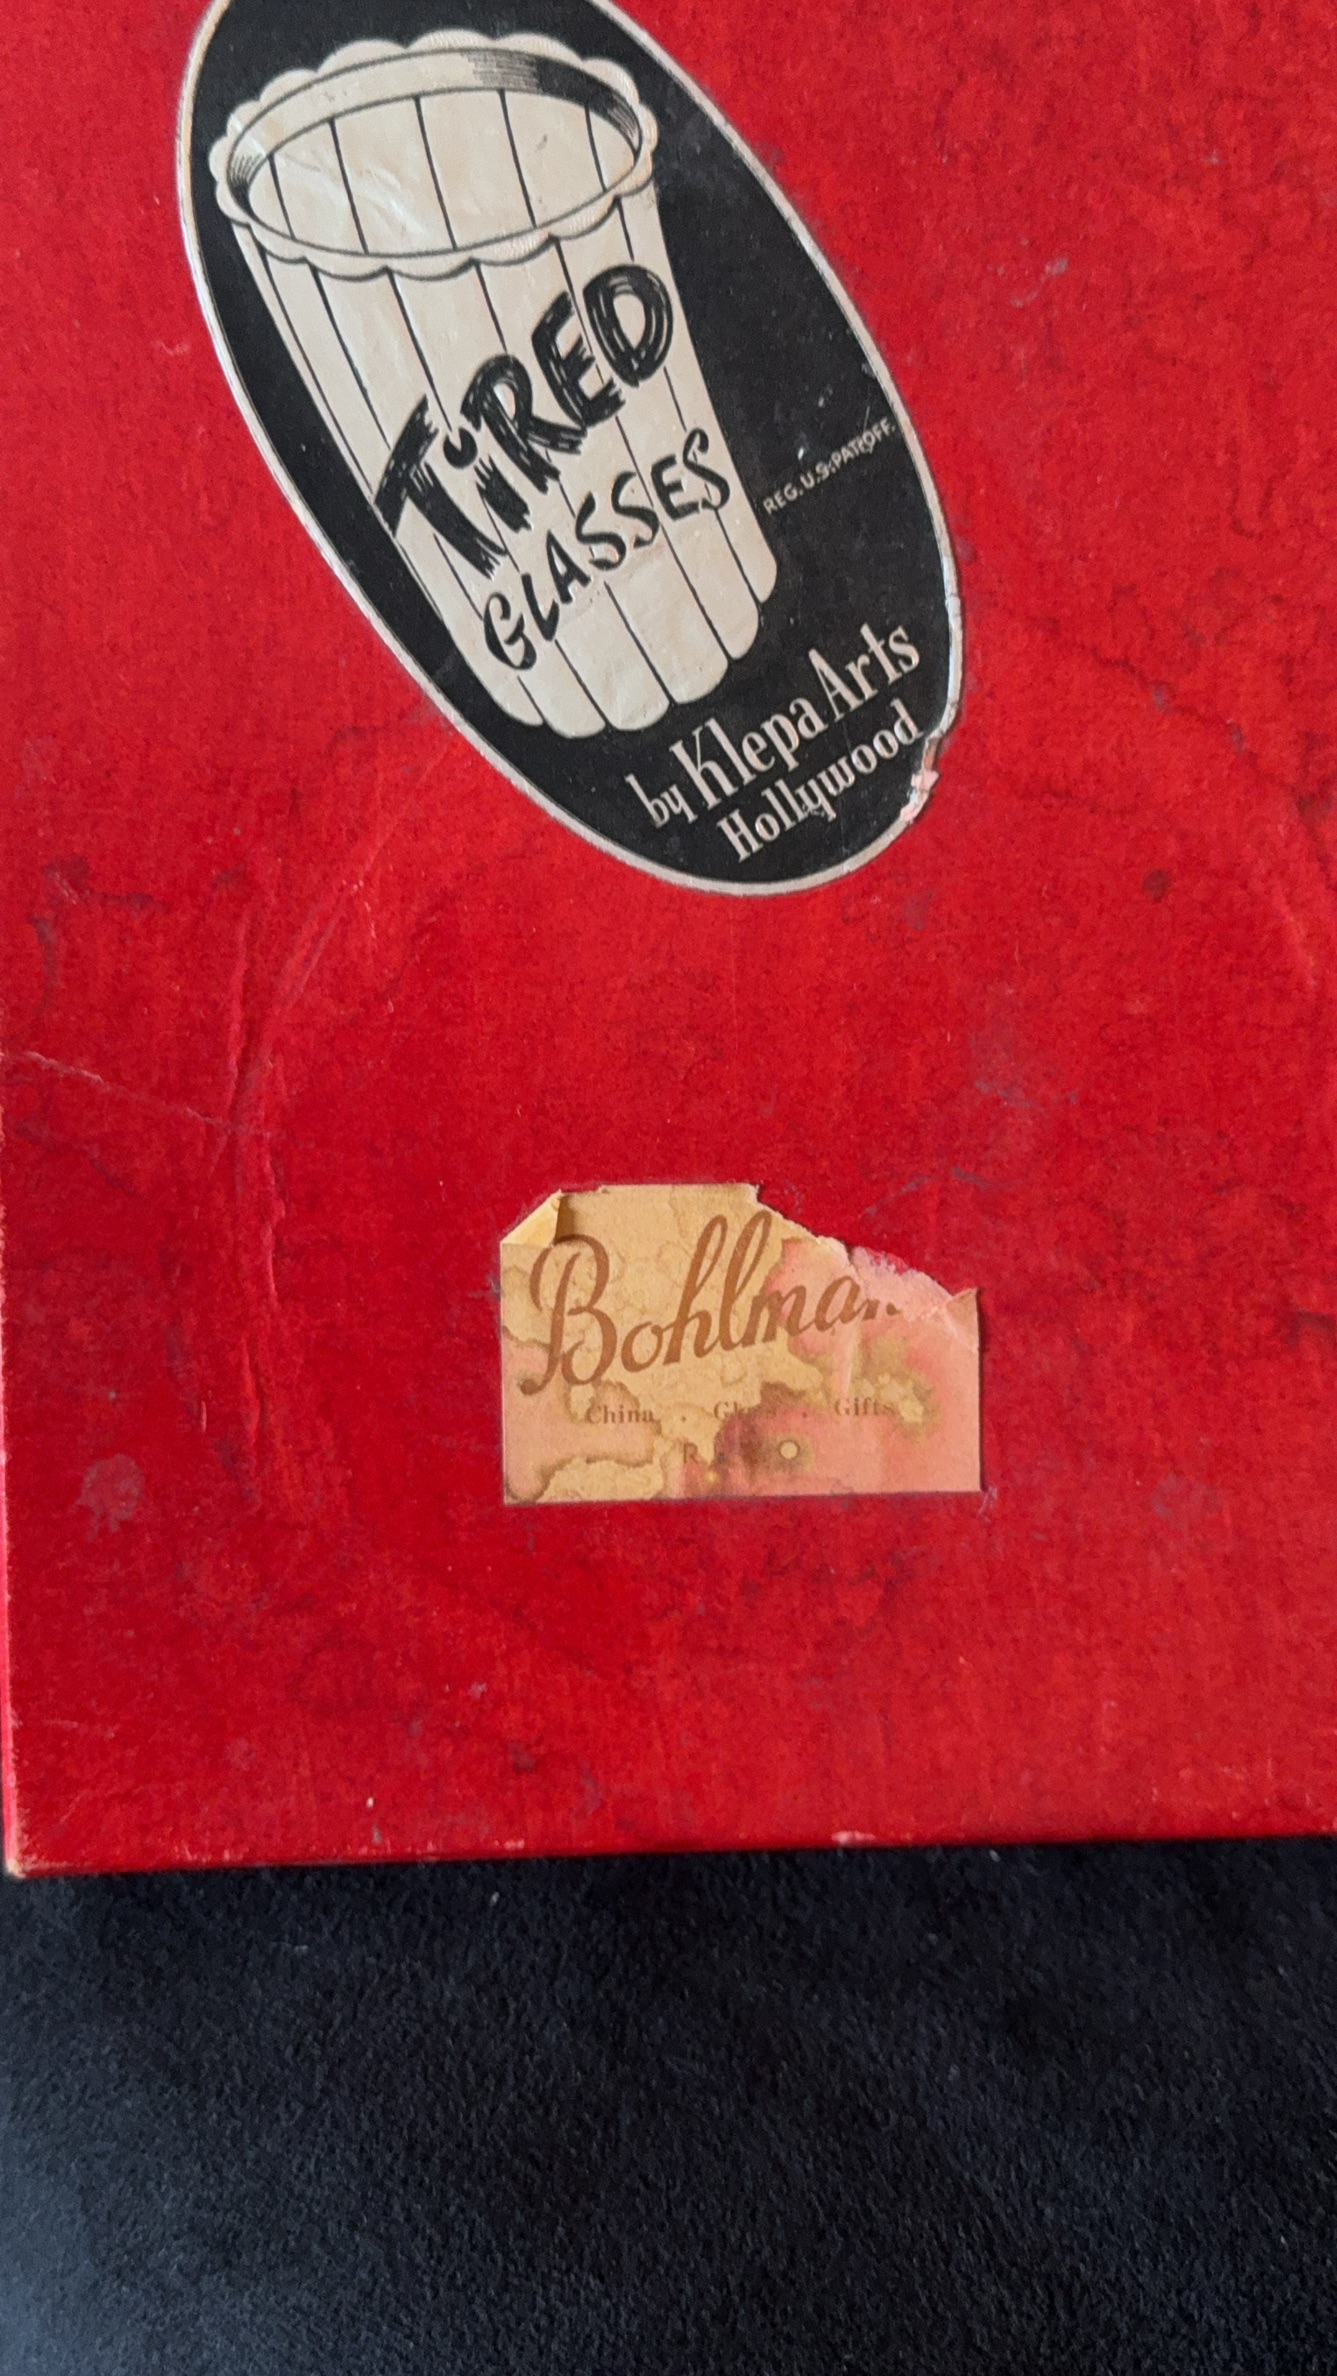 TiRED
GLASSES
REG. U.S. PAT. OFF.
by Klepa Arts
Hollywood
China . . Gifts